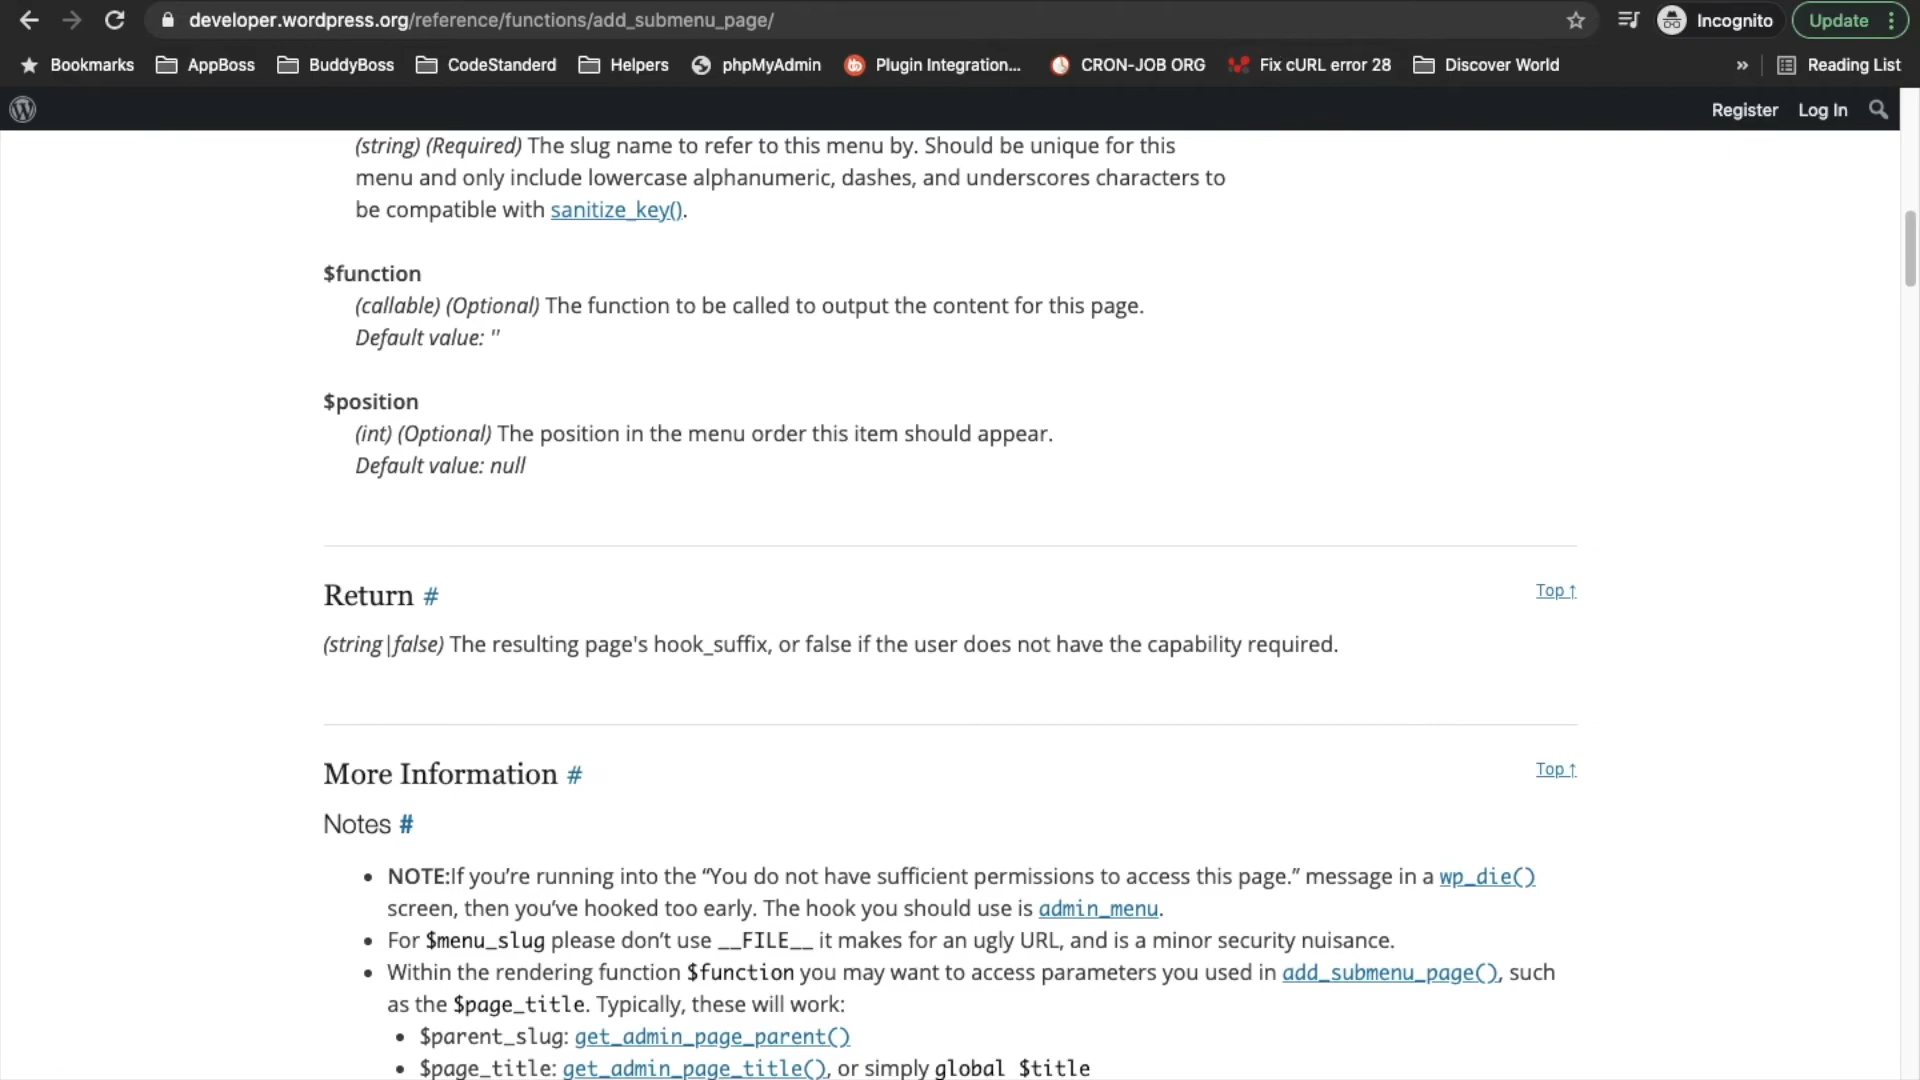 developer.wordpress.org/reference/functions/add_submenu_page/ Incognito Update
Bookmarks AppBoss BuddyBoss CodeStanderd Helpers phpMyAdmin Plugin Integration... CRON-JOB ORG Fix cURL error 28 Discover World » Reading List
Register Log In
(string) (Required) The slug name to refer to this menu by. Should be unique for this
menu and only include lowercase alphanumeric, dashes, and underscores characters to
be compatible with sanitize_key().
$function
(callable) (Optional) The function to be called to output the content for this page.
Default value: ''
$position
(int) (Optional) The position in the menu order this item should appear.
Default value: null
Return # Top ↑
(string|false) The resulting page's hook_suffix, or false if the user does not have the capability required.
More Information # Top ↑
Notes #
• NOTE:If you’re running into the “You do not have sufficient permissions to access this page.” message in a wp_die()
screen, then you’ve hooked too early. The hook you should use is admin_menu.
• For $menu_slug please don’t use __FILE__ it makes for an ugly URL, and is a minor security nuisance.
• Within the rendering function $function you may want to access parameters you used in add_submenu_page(), such
as the $page_title. Typically, these will work:
• $parent_slug: get_admin_page_parent()
• $page_title: get_admin_page_title(), or simply global $title